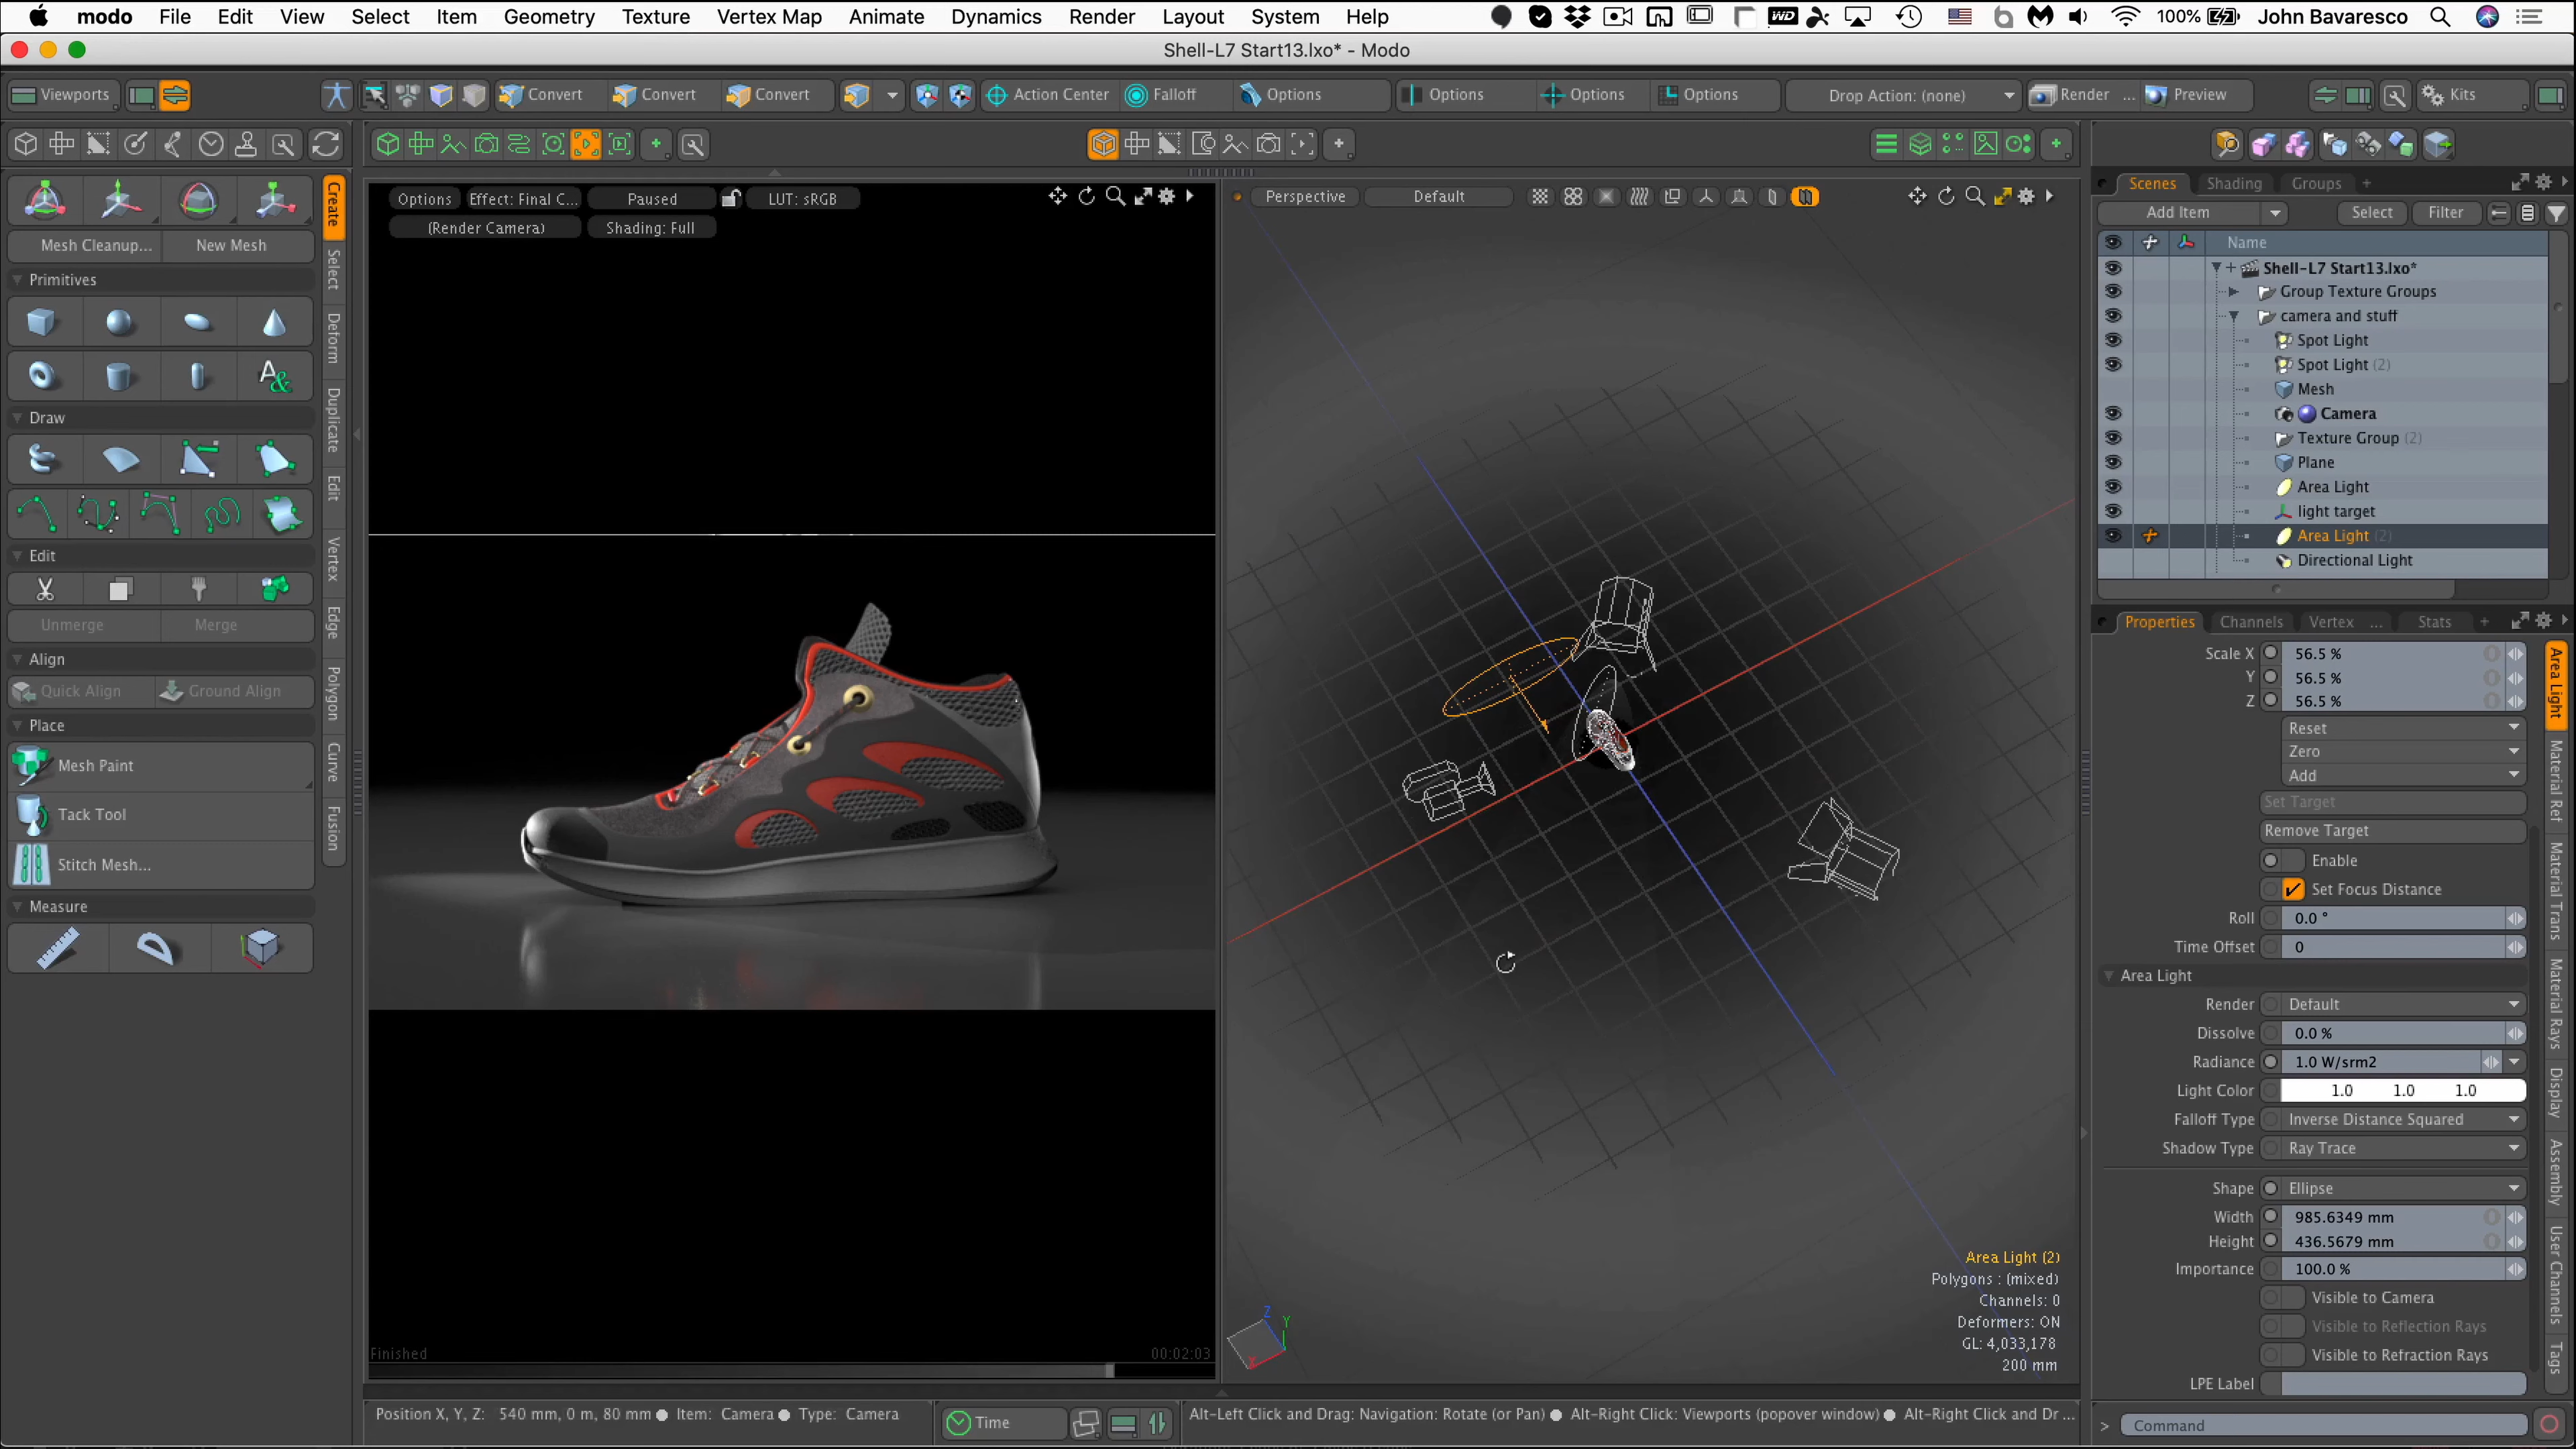 modo File Edit View Select Item Geometry Texture Vertex Map Animate Dynamics Render Layout System Help WD 100% John Bavaresco
Shell-L7 Start13.lxo* - Modo
Viewports Convert Convert Convert Action Center Falloff Options Options Options Options Drop Action: (none) Render ... Preview Kits
Options Effect: Final C... Paused LUT: sRGB
(Render Camera) Shading: Full
Perspective Default
Mesh Cleanup... New Mesh
Primitives
Draw
Edit
Unmerge Merge
Align
Quick Align Ground Align
Place
Mesh Paint
Tack Tool
Stitch Mesh...
Measure
Create
Select
Deform
Duplicate
Edit
Vertex
Edge
Polygon
Curve
Fusion
Finished 00:02:03
Area Light (2)
Polygons : (mixed)
Channels: 0
Deformers: ON
GL: 4,033,178
200 mm
Z
Y
X
Scenes Shading Groups +
Add Item Select Filter
Name
Shell-L7 Start13.lxo*
Group Texture Groups
camera and stuff
Spot Light
Spot Light (2)
Mesh
Camera
Texture Group (2)
Plane
Area Light
light target
Area Light (2)
Directional Light
Properties Channels Vertex ... Stats +
Scale X 56.5 %
Y 56.5 %
Z 56.5 %
Reset
Zero
Add
Set Target
Remove Target
Enable
Set Focus Distance
Roll 0.0 °
Time Offset 0
Area Light
Render Default
Dissolve 0.0 %
Radiance 1.0 W/srm2
Light Color 1.0 1.0 1.0
Falloff Type Inverse Distance Squared
Shadow Type Ray Trace
Shape Ellipse
Width 985.6349 mm
Height 436.5679 mm
Importance 100.0 %
Visible to Camera
Visible to Reflection Rays
Visible to Refraction Rays
LPE Label
Area Light
Material Ref
Material Trans
Material Rays
Display
Assembly
User Channels
Tags
Position X, Y, Z: 540 mm, 0 m, 80 mm Item: Camera Type: Camera
Time
Alt-Left Click and Drag: Navigation: Rotate (or Pan) Alt-Right Click: Viewports (popover window) Alt-Right Click and Dr ...
> Command